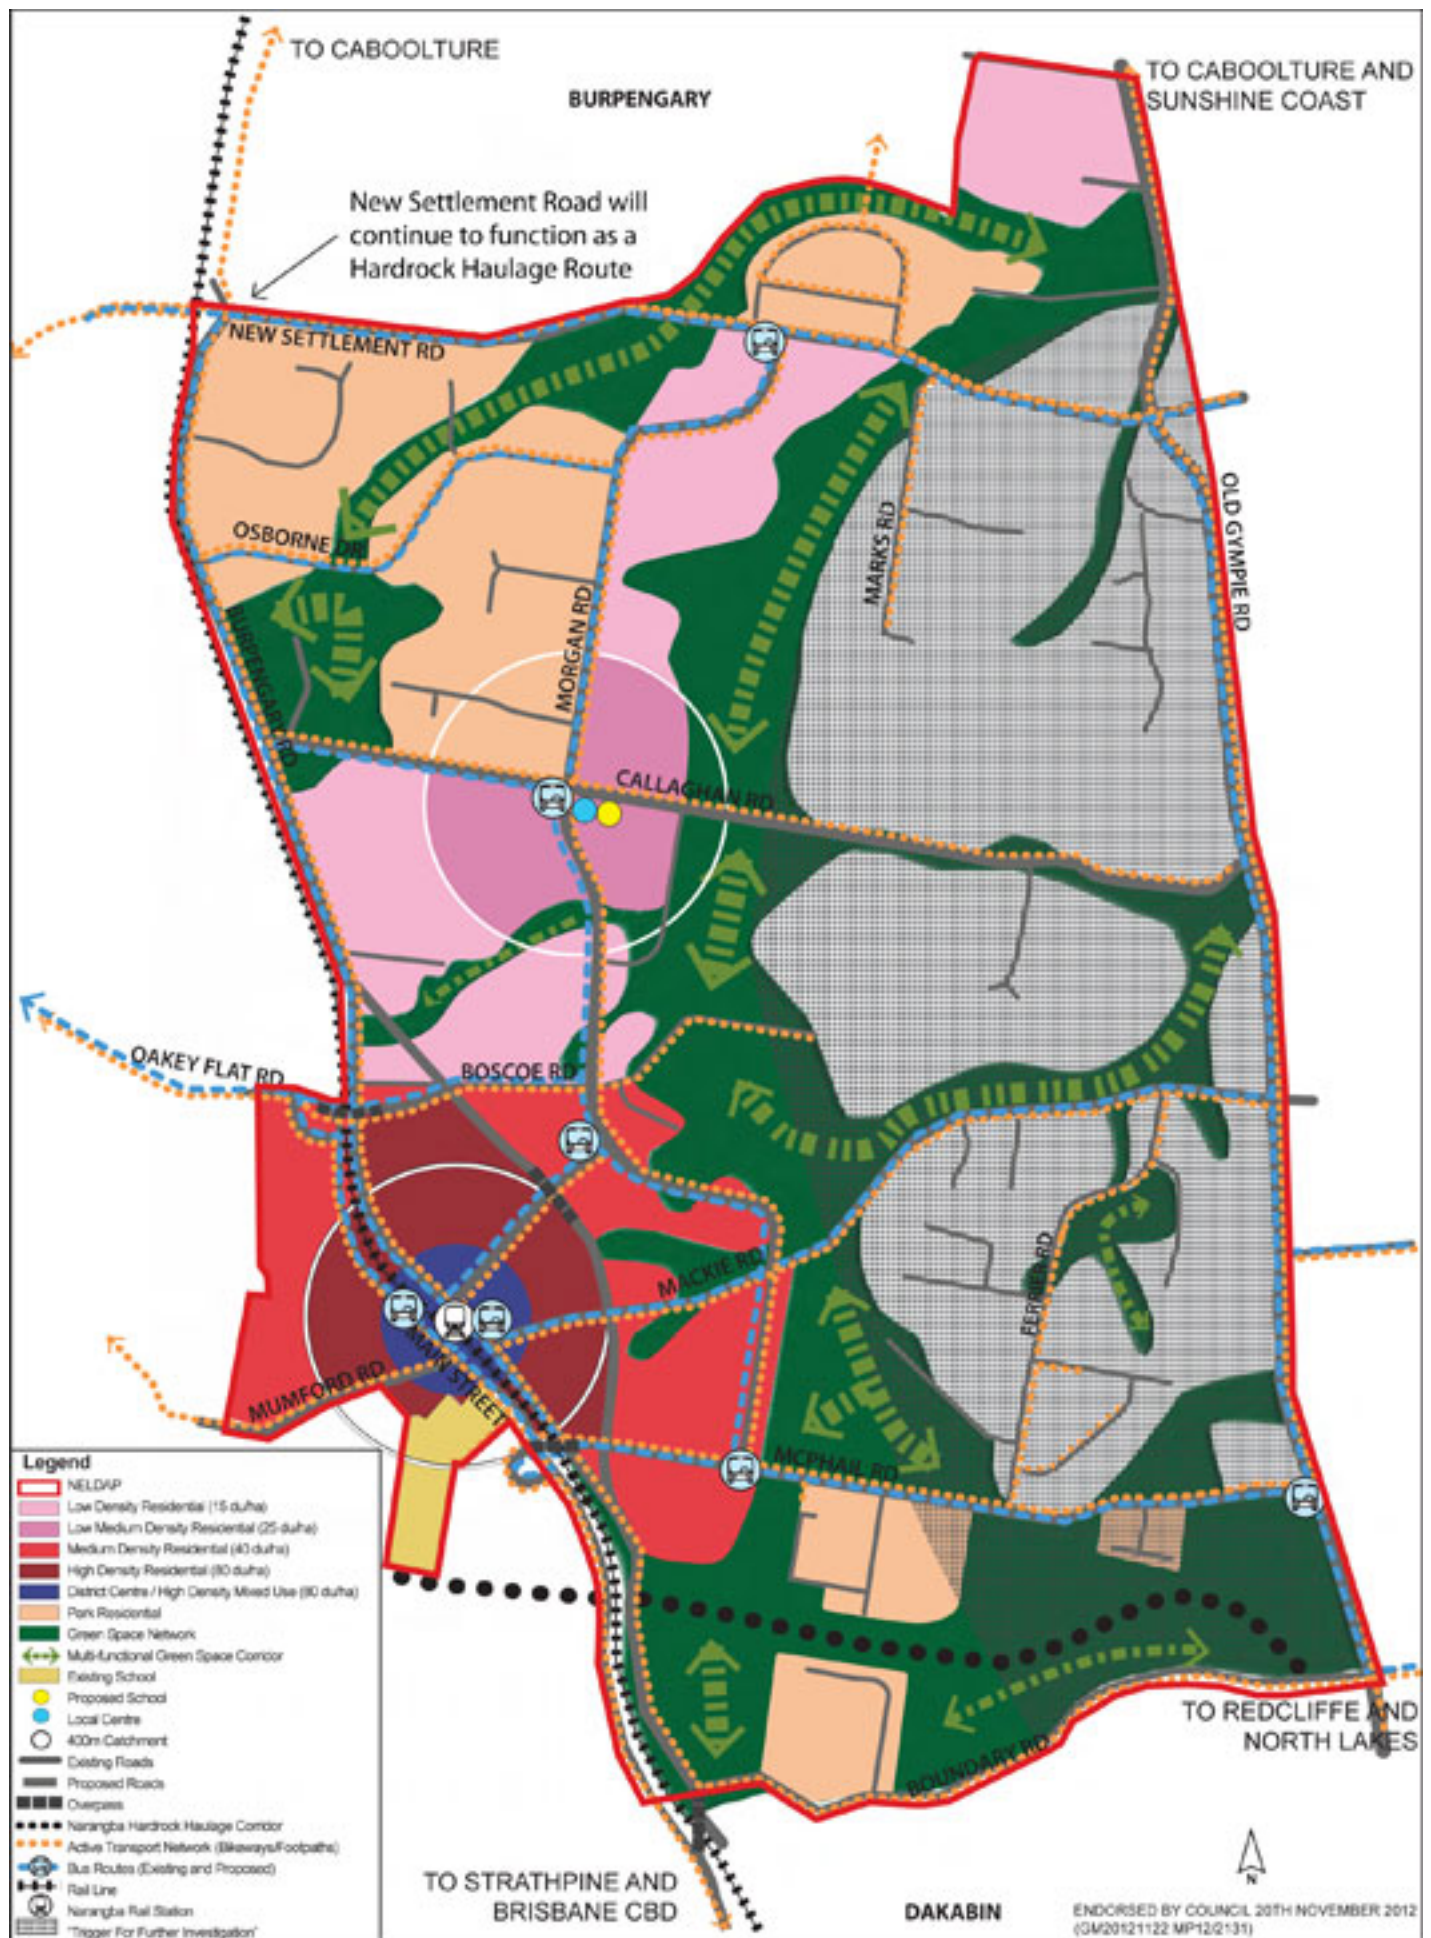 TO CABOOLTURE
BURPENGARY
TO CABOOLTURE AND
SUNSHINE COAST
New Settlement Road will
continue to function as a
Hardrock Haulage Route
NEW SETTLEMENT RD
OLD GYMPIE RD
MARKS RD
OSBORNE DR
BURPENGARY RD
MORGAN RD
CALLAGHAN RD
OAKEY FLAT RD
BOSCOE RD
MACKIE RD
FERRIER RD
MAIN STREET
MUMFORD RD
MCPHAIL RD
BOUNDARY RD
TO REDCLIFFE AND
NORTH LAKES
Legend
NELDAP
Low Density Residential (15 du/ha)
Low Medium Density Residential (25 du/ha)
Medium Density Residential (40 du/ha)
High Density Residential (80 du/ha)
District Centre / High Density Mixed Use (80 du/ha)
Park Residential
Green Space Network
Multi-functional Green Space Corridor
Existing School
Proposed School
Local Centre
400m Catchment
Existing Roads
Proposed Roads
Overpass
Narangba Hardrock Haulage Corridor
Active Transport Network (Bikeways/Footpaths)
Bus Routes (Existing and Proposed)
Rail Line
Narangba Rail Station
"Trigger For Further Investigation"
TO STRATHPINE AND
BRISBANE CBD
DAKABIN
N
ENDORSED BY COUNCIL 20TH NOVEMBER 2012
(GM20121122 MP12/2131)